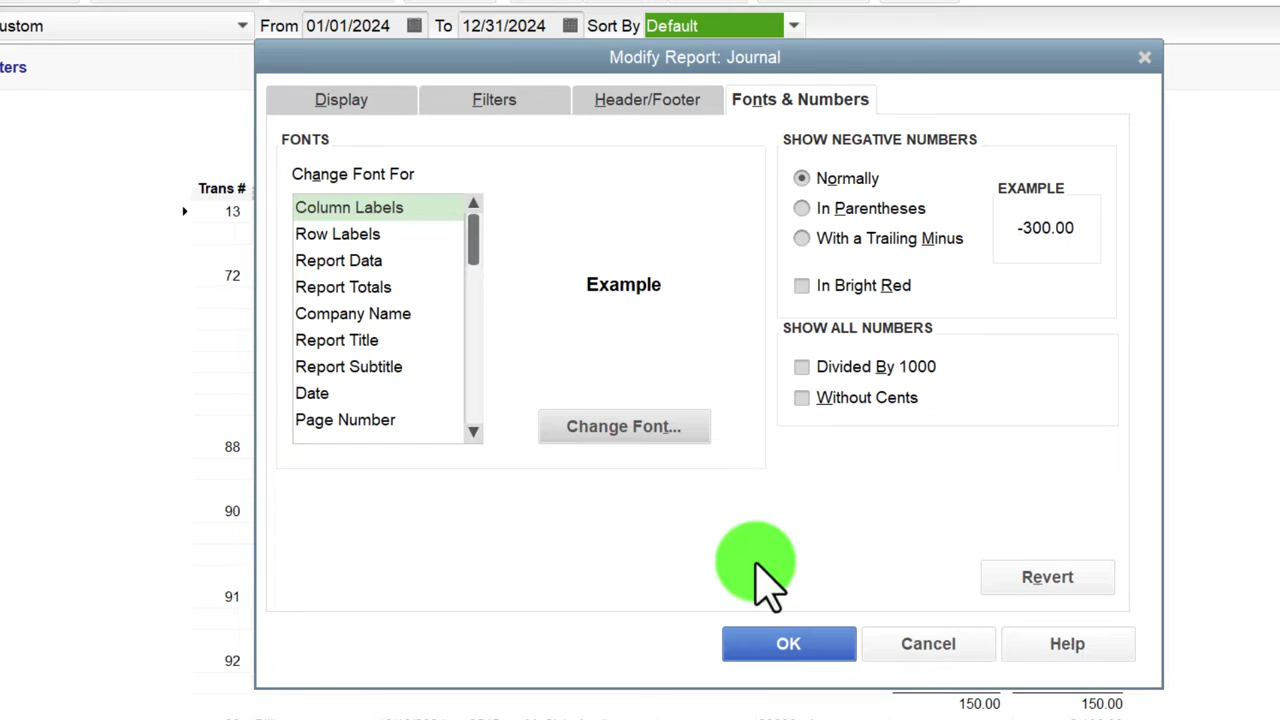 ustom From 01/01/2024 To 12/31/2024 Sort By Default
Modify Report: Journal
ters
Display Filters Header/Footer Fonts & Numbers
FONTS
SHOW NEGATIVE NUMBERS
Change Font For
Normally
EXAMPLE
Trans #
Column Labels
In Parentheses
13
-300.00
Row Labels
With a Trailing Minus
Report Data
72
Report Totals
Example
In Bright Red
Company Name
SHOW ALL NUMBERS
Report Title
Report Subtitle
Divided By 1000
Date
Without Cents
Page Number
Change Font...
88
90
Revert
91
OK Cancel Help
92
150.00 150.00